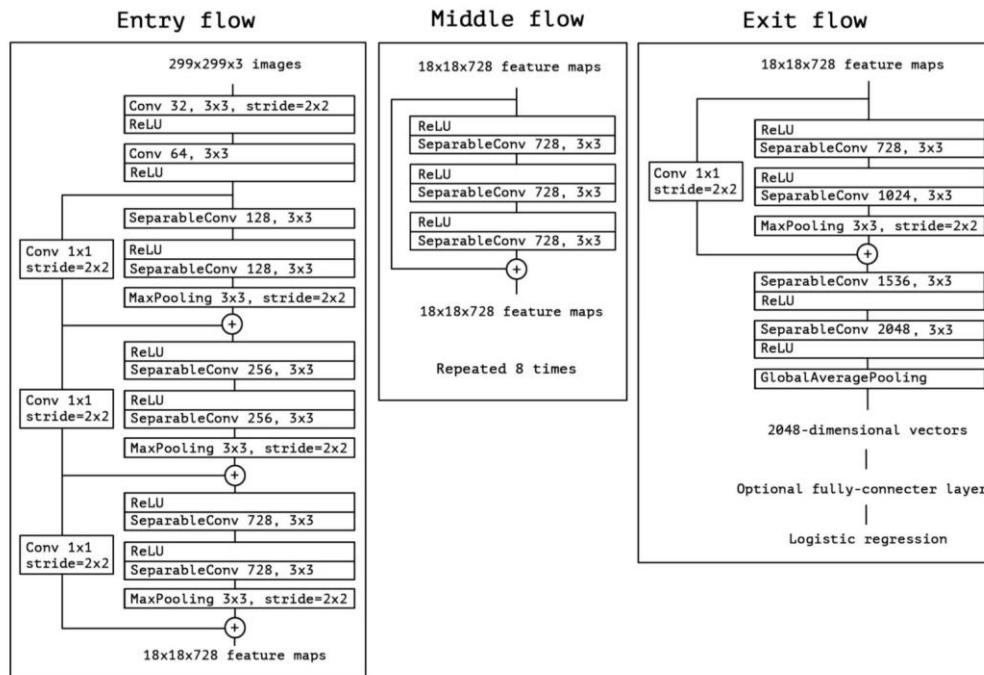 Entry flow
299x299x3 images
Conv 32, 3x3, stride=2x2
ReLU
Conv 64, 3x3
ReLU
SeparableConv 128, 3x3
Conv 1x1
stride=2x2
ReLU
SeparableConv 128, 3x3
MaxPooling 3x3, stride=2x2
+
ReLU
SeparableConv 256, 3x3
Conv 1x1
stride=2x2
ReLU
SeparableConv 256, 3x3
MaxPooling 3x3, stride=2x2
+
ReLU
SeparableConv 728, 3x3
Conv 1x1
stride=2x2
ReLU
SeparableConv 728, 3x3
MaxPooling 3x3, stride=2x2
+
18x18x728 feature maps
Middle flow
18x18x728 feature maps
ReLU
SeparableConv 728, 3x3
ReLU
SeparableConv 728, 3x3
ReLU
SeparableConv 728, 3x3
+
18x18x728 feature maps
Repeated 8 times
Exit flow
18x18x728 feature maps
ReLU
SeparableConv 728, 3x3
Conv 1x1
stride=2x2
ReLU
SeparableConv 1024, 3x3
MaxPooling 3x3, stride=2x2
+
SeparableConv 1536, 3x3
ReLU
SeparableConv 2048, 3x3
ReLU
GlobalAveragePooling
2048-dimensional vectors
Optional fully-connecter layer
Logistic regression